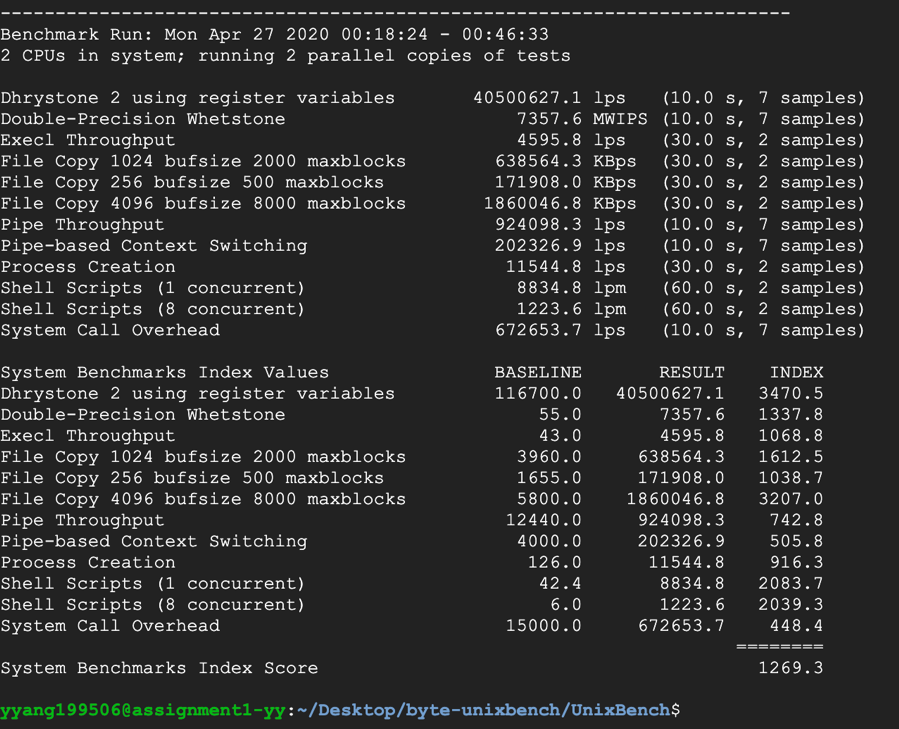 ------------------------------------------------------------------------
Benchmark Run: Mon Apr 27 2020 00:18:24 - 00:46:33
2 CPUs in system; running 2 parallel copies of tests

Dhrystone 2 using register variables       40500627.1 lps   (10.0 s, 7 samples)
Double-Precision Whetstone                     7357.6 MWIPS (10.0 s, 7 samples)
Execl Throughput                               4595.8 lps   (30.0 s, 2 samples)
File Copy 1024 bufsize 2000 maxblocks        638564.3 KBps  (30.0 s, 2 samples)
File Copy 256 bufsize 500 maxblocks          171908.0 KBps  (30.0 s, 2 samples)
File Copy 4096 bufsize 8000 maxblocks       1860046.8 KBps  (30.0 s, 2 samples)
Pipe Throughput                              924098.3 lps   (10.0 s, 7 samples)
Pipe-based Context Switching                 202326.9 lps   (10.0 s, 7 samples)
Process Creation                              11544.8 lps   (30.0 s, 2 samples)
Shell Scripts (1 concurrent)                   8834.8 lpm   (60.0 s, 2 samples)
Shell Scripts (8 concurrent)                   1223.6 lpm   (60.0 s, 2 samples)
System Call Overhead                         672653.7 lps   (10.0 s, 7 samples)

System Benchmarks Index Values               BASELINE       RESULT    INDEX
Dhrystone 2 using register variables         116700.0   40500627.1   3470.5
Double-Precision Whetstone                       55.0       7357.6   1337.8
Execl Throughput                                 43.0       4595.8   1068.8
File Copy 1024 bufsize 2000 maxblocks          3960.0     638564.3   1612.5
File Copy 256 bufsize 500 maxblocks            1655.0     171908.0   1038.7
File Copy 4096 bufsize 8000 maxblocks          5800.0    1860046.8   3207.0
Pipe Throughput                               12440.0     924098.3    742.8
Pipe-based Context Switching                   4000.0     202326.9    505.8
Process Creation                                126.0      11544.8    916.3
Shell Scripts (1 concurrent)                     42.4       8834.8   2083.7
Shell Scripts (8 concurrent)                      6.0       1223.6   2039.3
System Call Overhead                          15000.0     672653.7    448.4
                                                                   ========
System Benchmarks Index Score                                        1269.3

yyang199506@assignment1-yy:~/Desktop/byte-unixbench/UnixBench$